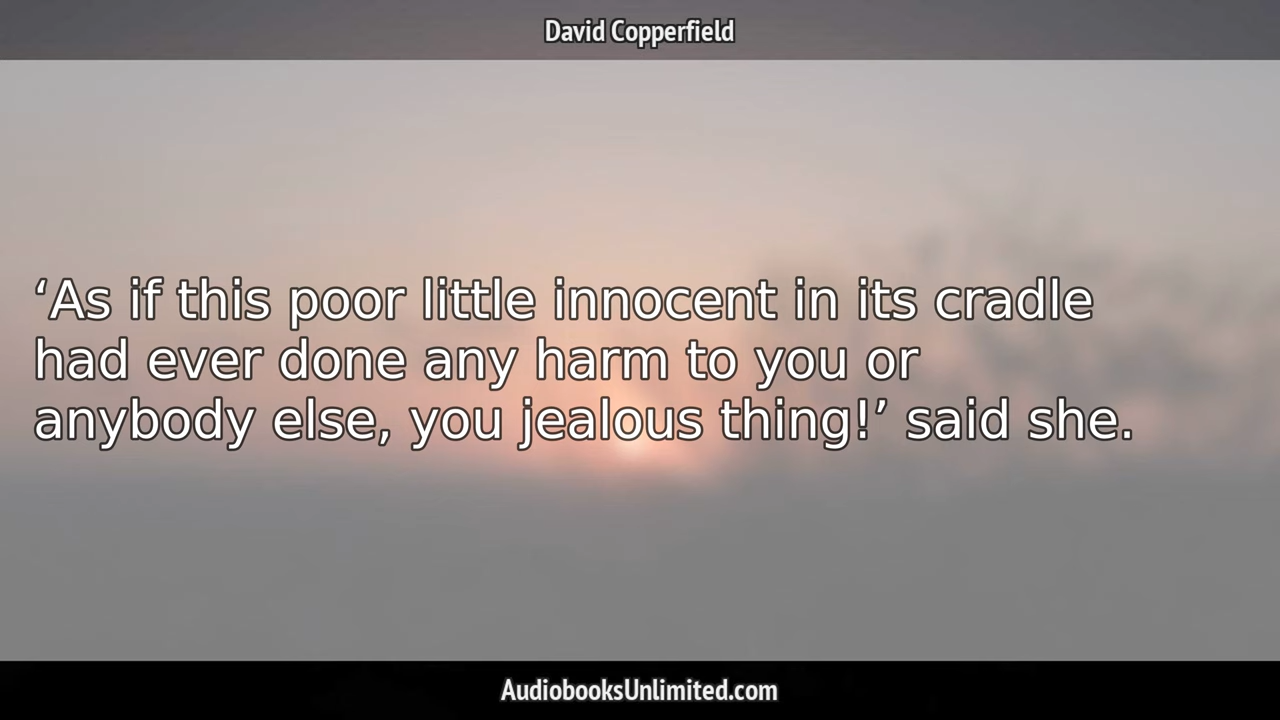 David Copperfield
‘As if this poor little innocent in its cradle
had ever done any harm to you or
anybody else, you jealous thing!’ said she.
AudiobooksUnlimited.com